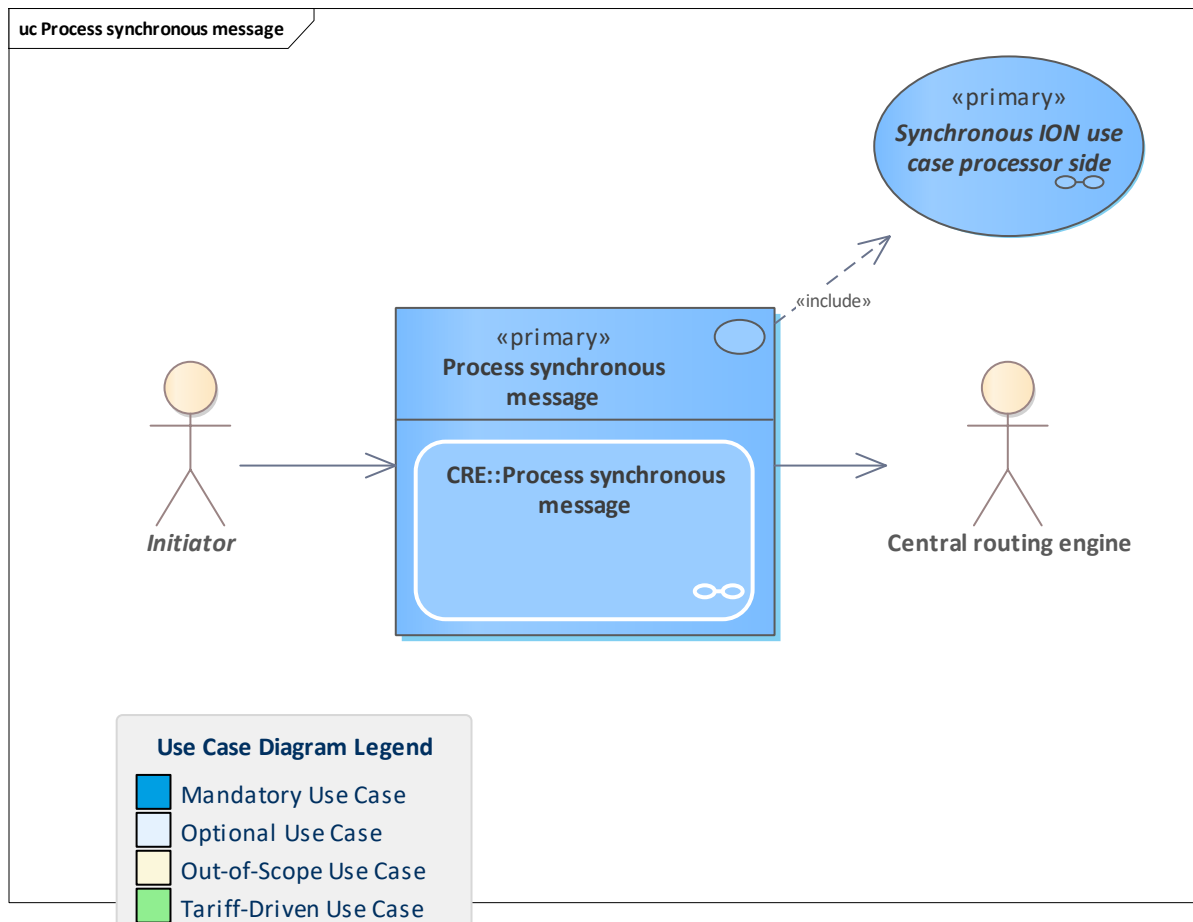 uc Process synchronous message
«primary»
Synchronous ION use
case processor side
«include»
«primary»
Process synchronous
message
CRE::Process synchronous
message
Initiator
Central routing engine
Use Case Diagram Legend
Mandatory Use Case
Optional Use Case
Out-of-Scope Use Case
Tariff-Driven Use Case